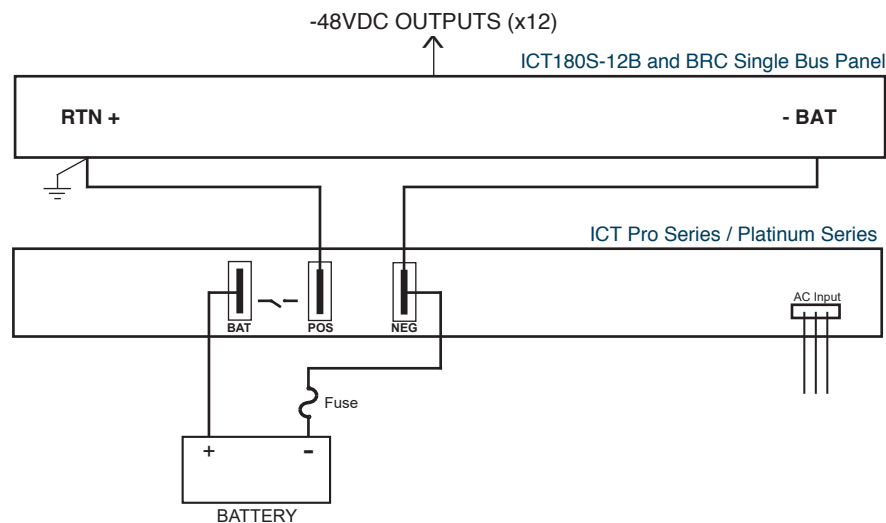 -48VDC OUTPUTS (x12)
ICT180S-12B and BRC Single Bus Panel
RTN +
- BAT
ICT Pro Series / Platinum Series
AC Input
BAT
POS
NEG
Fuse
+
-
BATTERY